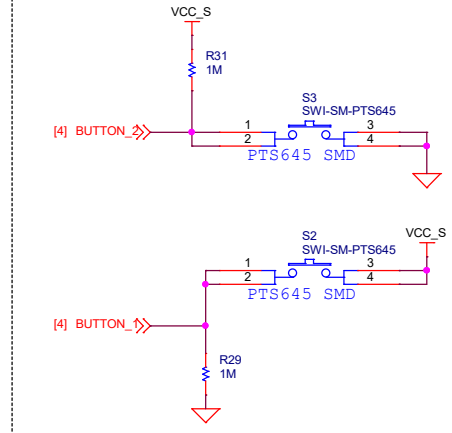 VCC_S
R31
1M
S3
SWI-SM-PTS645
[4] BUTTON_2
1
2
3
4
PTS645 SMD
S2
SWI-SM-PTS645
VCC_S
1
2
3
4
PTS645 SMD
[4] BUTTON_1
R29
1M